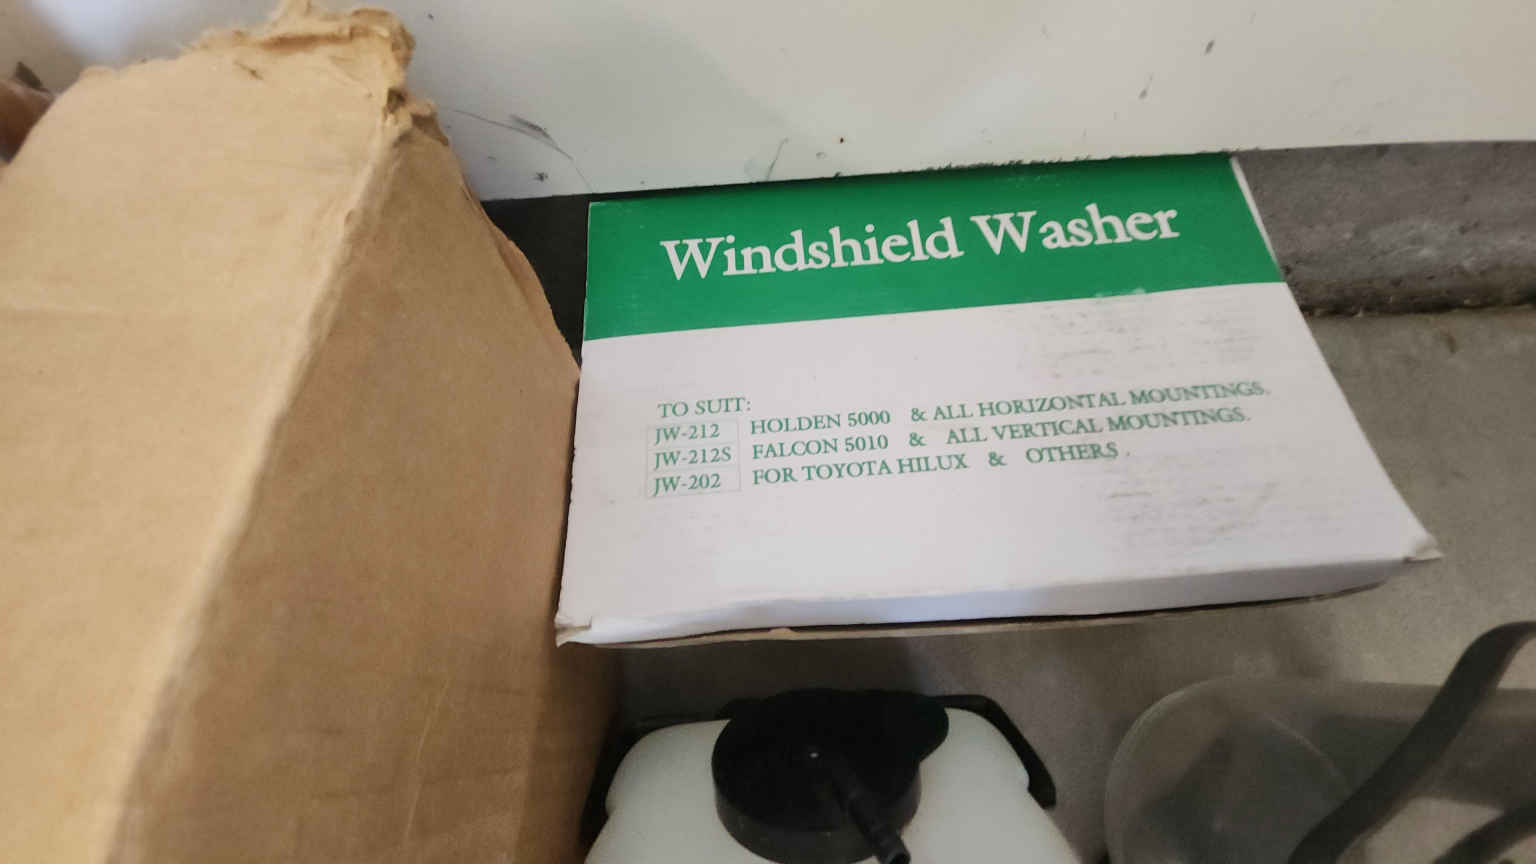 Windshield Washer
TO SUIT:
JW-212 HOLDEN 5000 & ALL HORIZONTAL MOUNTINGS.
JW-212S FALCON 5010 & ALL VERTICAL MOUNTINGS.
JW-202 FOR TOYOTA HILUX & OTHERS.